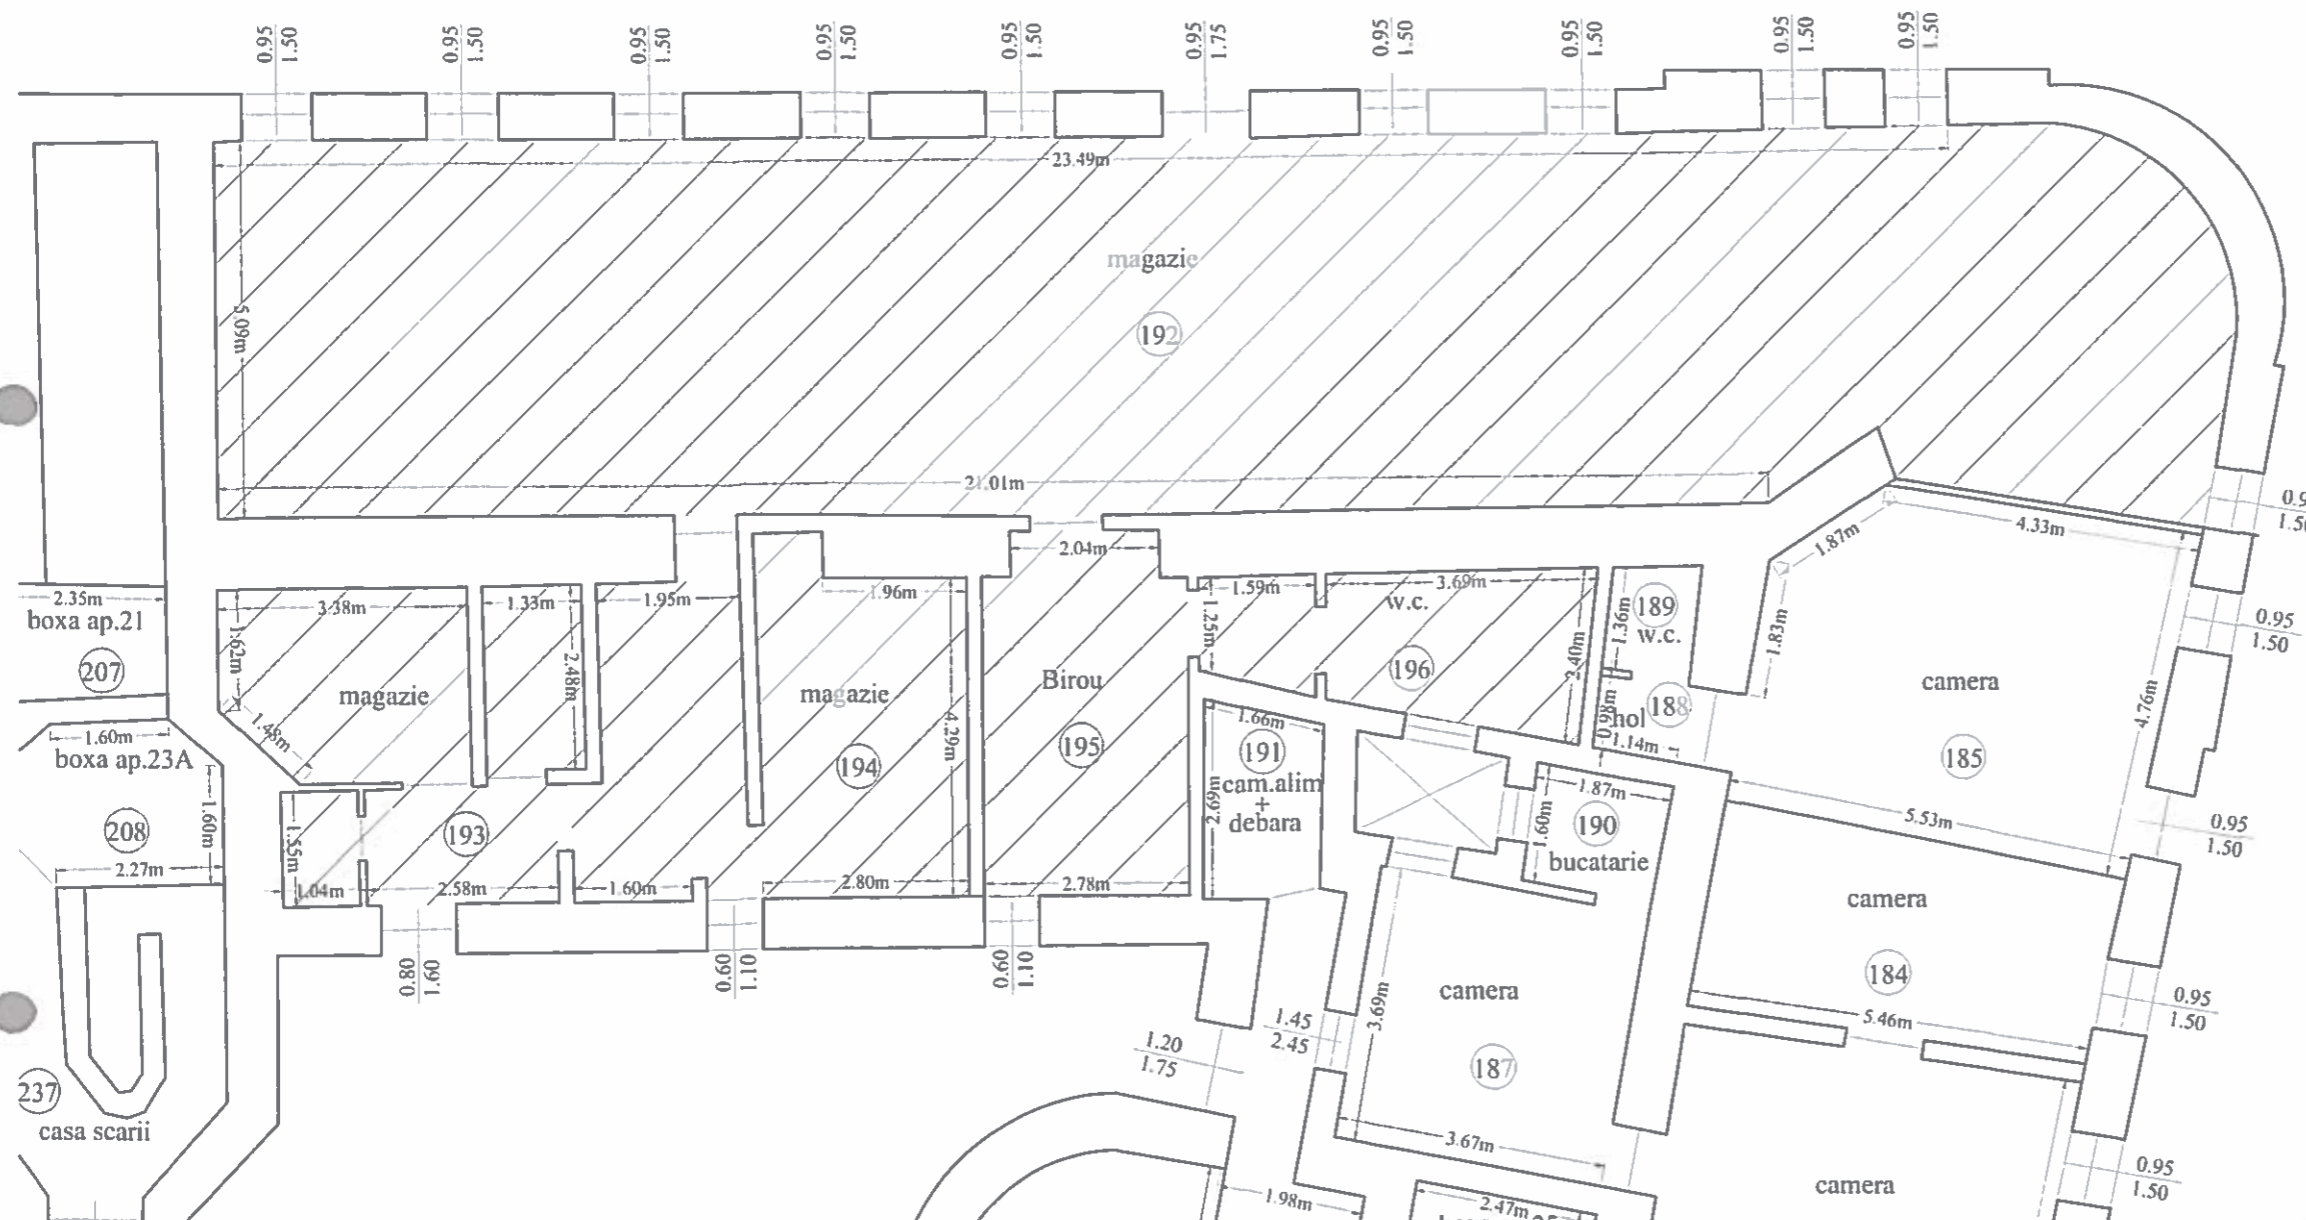 0.95
1.50
0.95
1.50
0.95
1.50
0.95
1.50
0.95
1.50
0.95
1.75
0.95
1.50
0.95
1.50
0.95
1.50
0.95
1.50
23.49m
5.09m
magazie
192
21.01m
2.35m
boxa ap.21
207
1.60m
boxa ap.23A
208
1.60m
2.27m
237
casa scarii
3.38m
1.62m
1.48m
magazie
1.33m
2.48m
1.95m
193
1.55m
1.04m
2.58m
1.60m
1.96m
magazie
194
4.29m
2.80m
2.04m
Birou
195
2.78m
1.59m
1.25m
3.69m
w.c.
196
2.40m
1.36m
189
w.c.
188
hol
0.98m
1.14m
1.66m
191
cam.alim
+
debara
2.69m
1.87m
1.60m
190
bucatarie
1.87m
1.83m
4.33m
camera
185
4.76m
5.53m
1.50
0.95
1.50
0.95
1.50
camera
184
5.46m
0.95
1.50
camera
187
3.69m
3.67m
0.80
1.60
0.60
1.10
0.60
1.10
1.20
1.75
1.45
2.45
1.98m
2.47m
camera
0.95
1.50